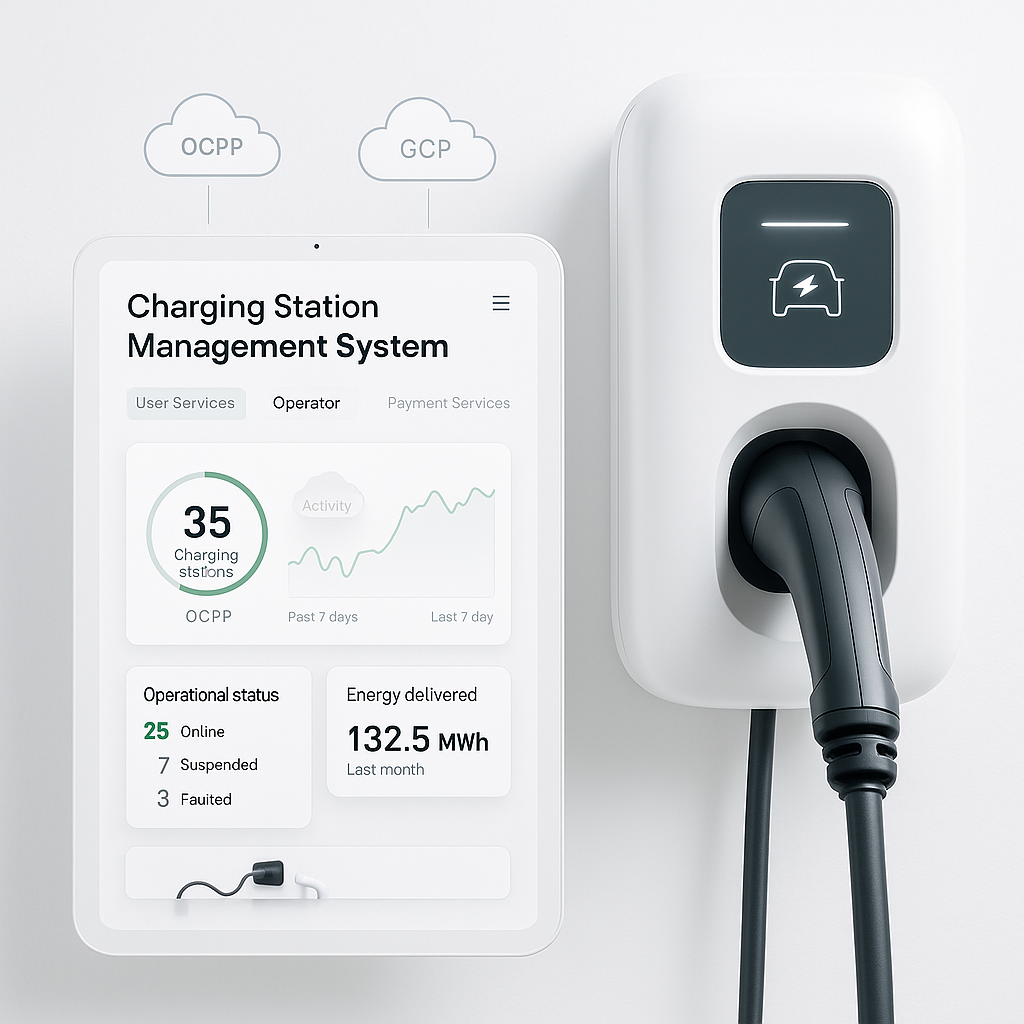 OCPP
GCP
Charging Station
Management System
User Services
Operator
Payment Services
35
Charging
ststions
OCPP
Activity
Past 7 days
Last 7 day
Operational status
25 Online
7 Suspended
3 Fauited
Energy delivered
132.5 MWh
Last month